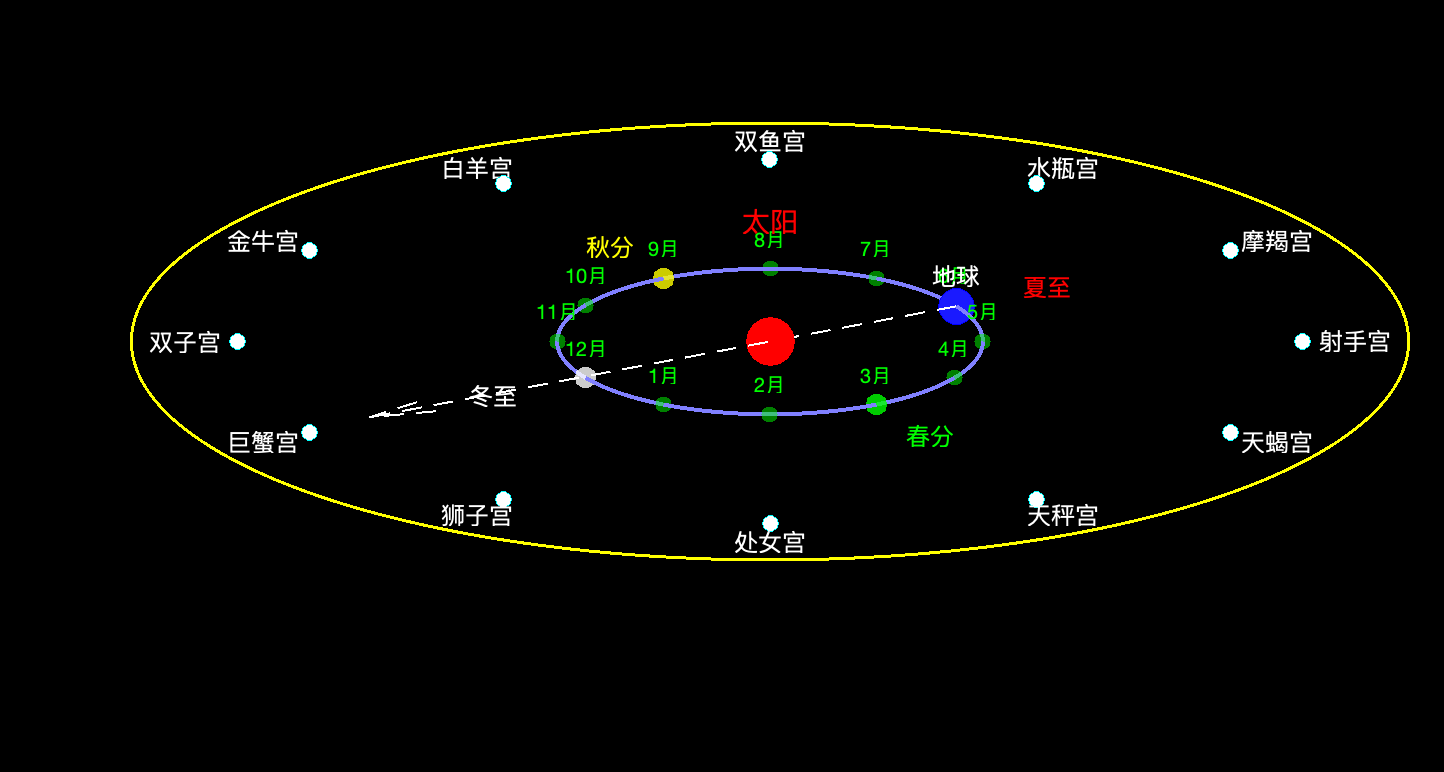 双鱼宫
白羊宫
水瓶宫
太阳
金牛宫
秋分
9月
8月
7月
摩羯宫
10月
地球
夏至
11月
5月
双子宫
12月
4月
射手宫
1月
2月
3月
冬至
巨蟹宫
春分
天蝎宫
狮子宫
天秤宫
处女宫